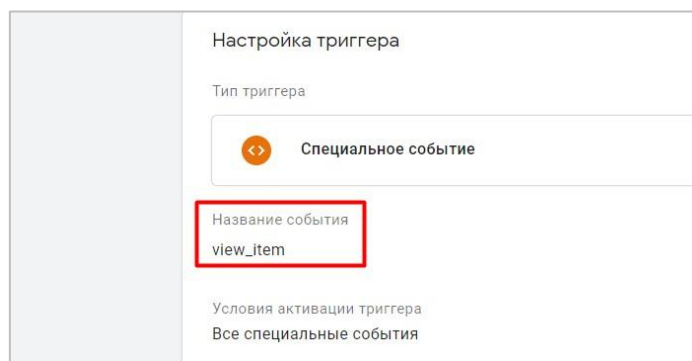 Настройка триггера
Тип триггера
Специальное событие
Название события
view_item
Условия активации триггера
Все специальные события